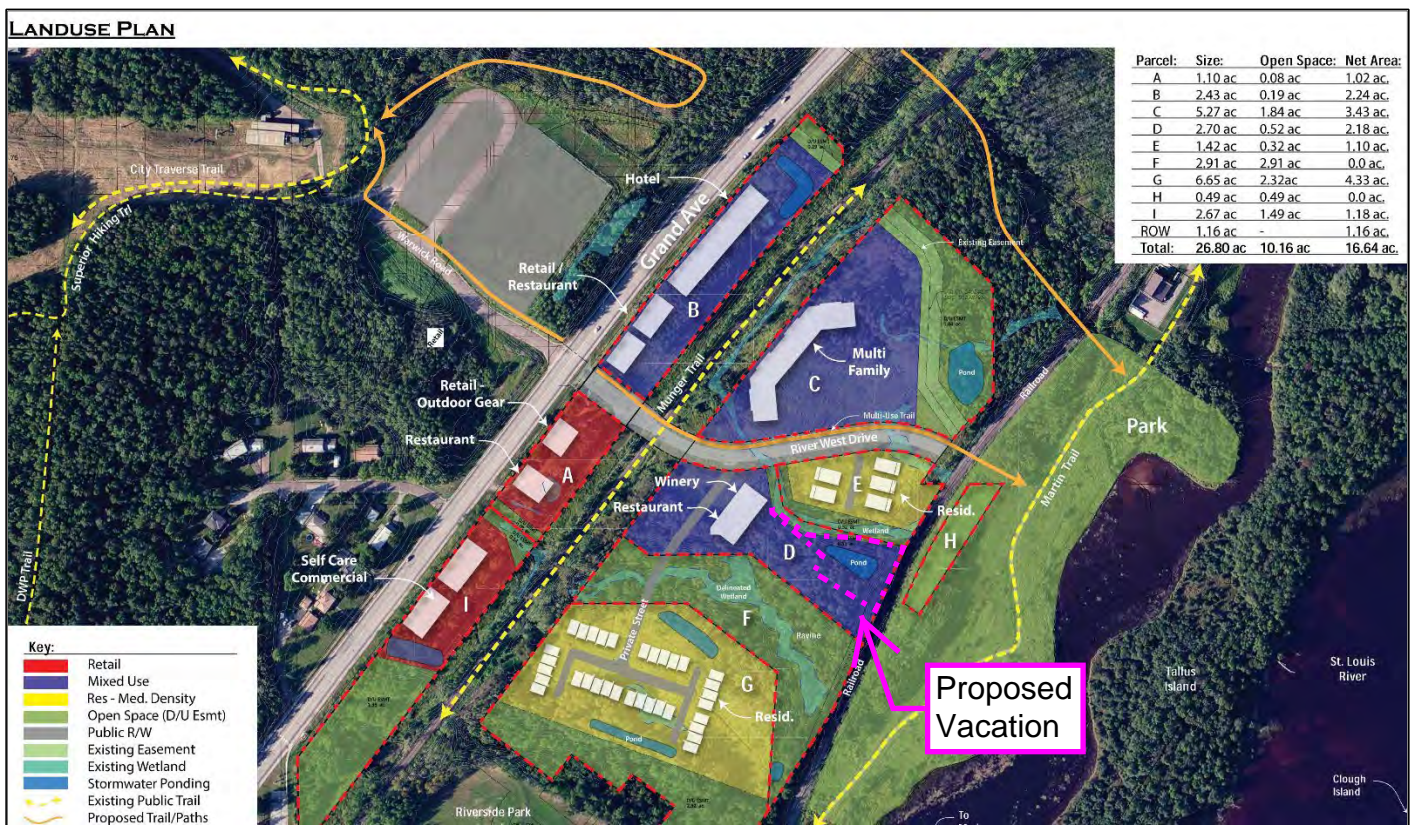 LANDUSE PLAN
Parcel: Size: Open Space: Net Area:
A 1.10 ac 0.08 ac 1.02 ac.
B 2.43 ac 0.19 ac 2.24 ac.
C 5.27 ac 1.84 ac 3.43 ac.
D 2.70 ac 0.52 ac 2.18 ac.
E 1.42 ac 0.32 ac 1.10 ac.
F 2.91 ac 2.91 ac 0.0 ac.
G 6.65 ac 2.32ac 4.33 ac.
H 0.49 ac 0.49 ac 0.0 ac.
I 2.67 ac 1.49 ac 1.18 ac.
ROW 1.16 ac - 1.16 ac.
Total: 26.80 ac 10.16 ac 16.64 ac.
City Traverse Trail
Superior Hiking Trl
Warwick Road
Hotel
Grand Ave
Retail /
Restaurant
B
Existing Easement
Retail
Munger Trail
Multi
Family
C
Pond
Railroad
Retail -
Outdoor Gear
Multi-Use Trail
River West Drive
Park
Martin Trail
Restaurant
A
Winery
Restaurant
E
Resid.
Wetland
H
D
Pond
DWP Trail
Self Care
Commercial
I
Delineated
Wetland
F
Ravine
Private Street
G
Resid.
Pond
Railroad
Proposed
Vacation
Tallus
Island
St. Louis
River
Clough
Island
Riverside Park
To
Key:
Retail
Mixed Use
Res - Med. Density
Open Space (D/U Esmt)
Public R/W
Existing Easement
Existing Wetland
Stormwater Ponding
Existing Public Trail
Proposed Trail/Paths